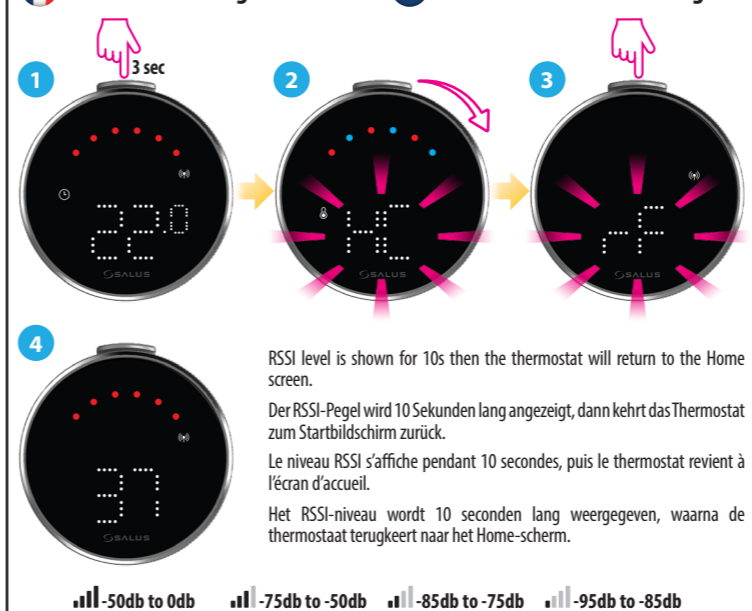 3 sec
1
2
3
22.0
HC
rF
SALUS
SALUS
SALUS
4
37
SALUS
RSSI level is shown for 10s then the thermostat will return to the Home
screen.
Der RSSI-Pegel wird 10 Sekunden lang angezeigt, dann kehrt das Thermostat
zum Startbildschirm zurück.
Le niveau RSSI s’affiche pendant 10 secondes, puis le thermostat revient à
l’écran d’accueil.
Het RSSI-niveau wordt 10 seconden lang weergegeven, waarna de
thermostaat terugkeert naar het Home-scherm.
-50db to 0db -75db to -50db -85db to -75db -95db to -85db